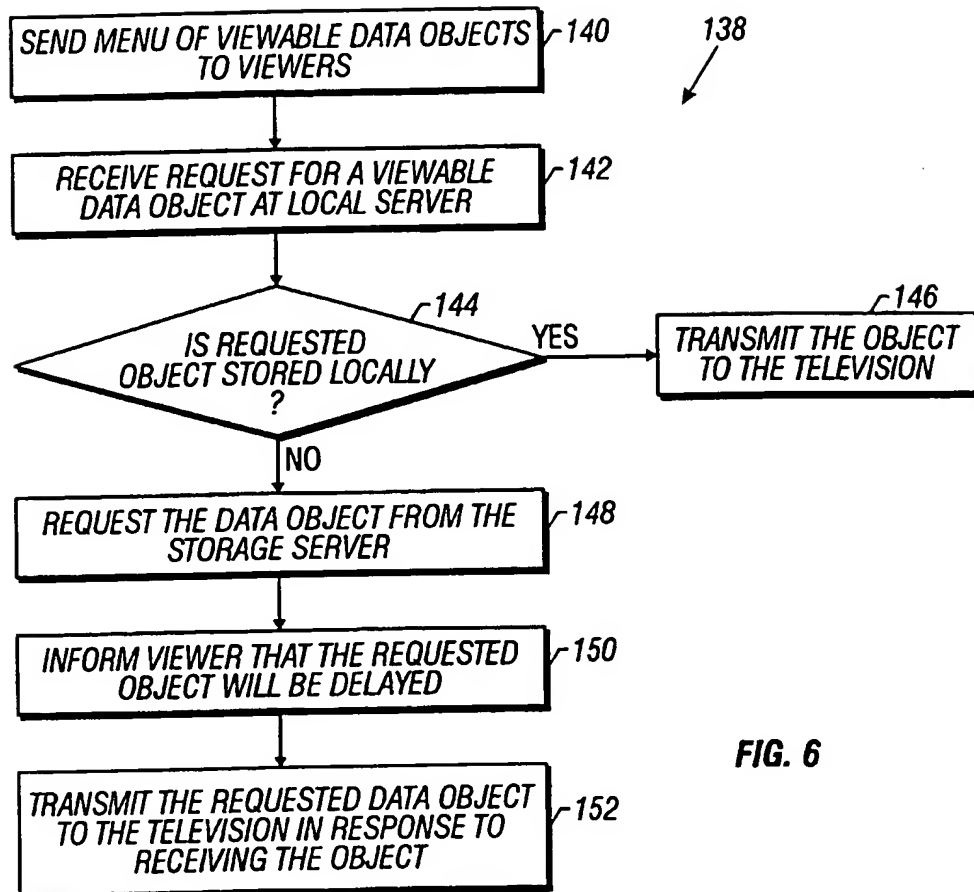 SEND MENU OF VIEWABLE DATA OBJECTS
TO VIEWERS
140
138
RECEIVE REQUEST FOR A VIEWABLE
DATA OBJECT AT LOCAL SERVER
142
144
IS REQUESTED
OBJECT STORED LOCALLY
?
YES
146
TRANSMIT THE OBJECT
TO THE TELEVISION
NO
REQUEST THE DATA OBJECT FROM THE
STORAGE SERVER
148
INFORM VIEWER THAT THE REQUESTED
OBJECT WILL BE DELAYED
150
FIG. 6
TRANSMIT THE REQUESTED DATA OBJECT
TO THE TELEVISION IN RESPONSE TO
RECEIVING THE OBJECT
152